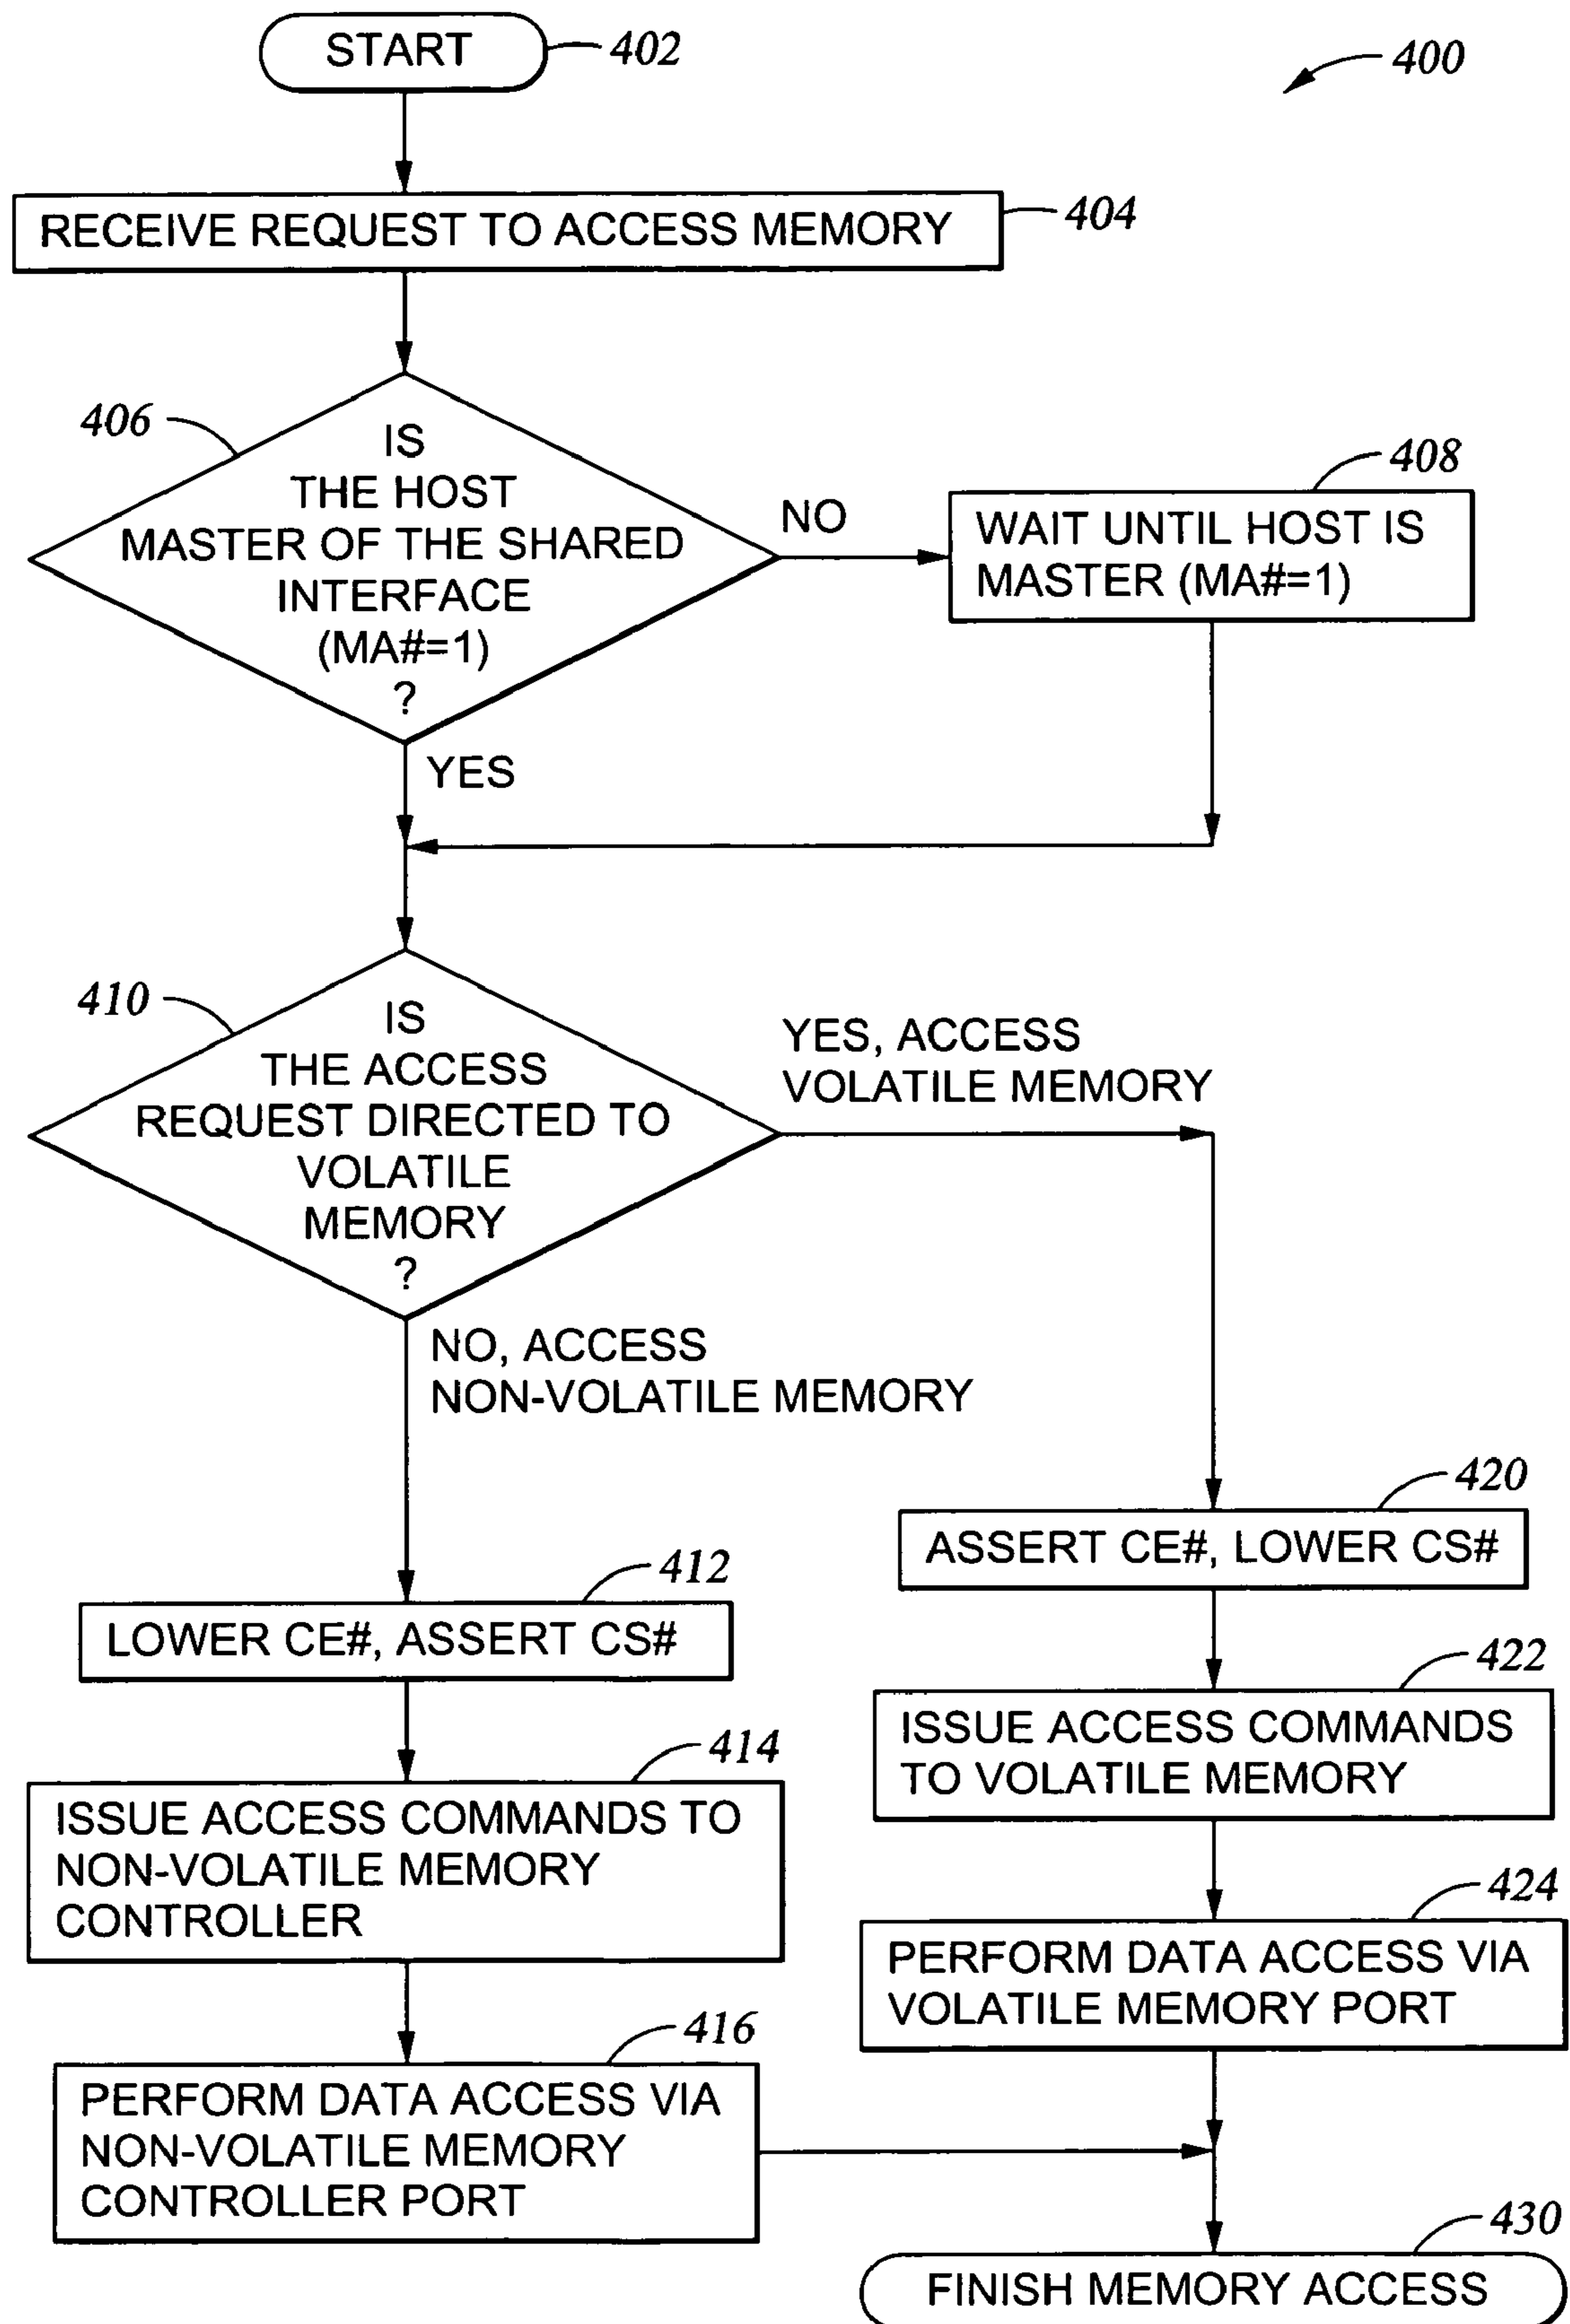 START
402
400
RECEIVE REQUEST TO ACCESS MEMORY
404
406
IS
THE HOST
MASTER OF THE SHARED
INTERFACE
(MA#=1)
?
NO
408
WAIT UNTIL HOST IS
MASTER (MA#=1)
YES
410
IS
THE ACCESS
REQUEST DIRECTED TO
VOLATILE
MEMORY
?
YES, ACCESS
VOLATILE MEMORY
NO, ACCESS
NON-VOLATILE MEMORY
412
LOWER CE#, ASSERT CS#
414
ISSUE ACCESS COMMANDS TO
NON-VOLATILE MEMORY
CONTROLLER
416
PERFORM DATA ACCESS VIA
NON-VOLATILE MEMORY
CONTROLLER PORT
420
ASSERT CE#, LOWER CS#
422
ISSUE ACCESS COMMANDS
TO VOLATILE MEMORY
424
PERFORM DATA ACCESS VIA
VOLATILE MEMORY PORT
430
FINISH MEMORY ACCESS